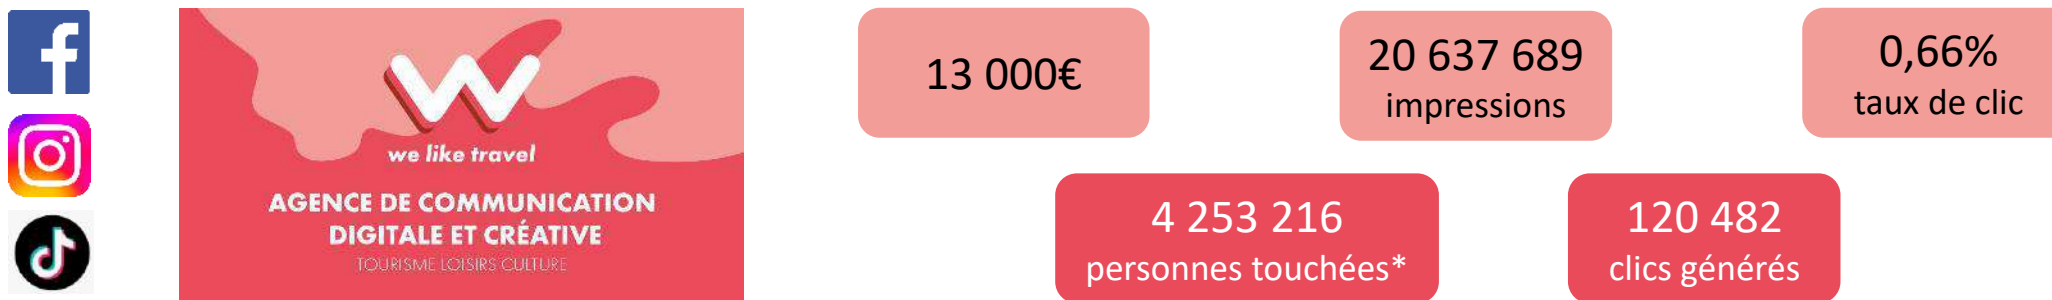 we like travel
AGENCE DE COMMUNICATION
DIGITALE ET CRÉATIVE
TOURISME LOISIRS CULTURE
13 000€
20 637 689
impressions
0,66%
taux de clic
4 253 216
personnes touchées*
120 482
clics générés